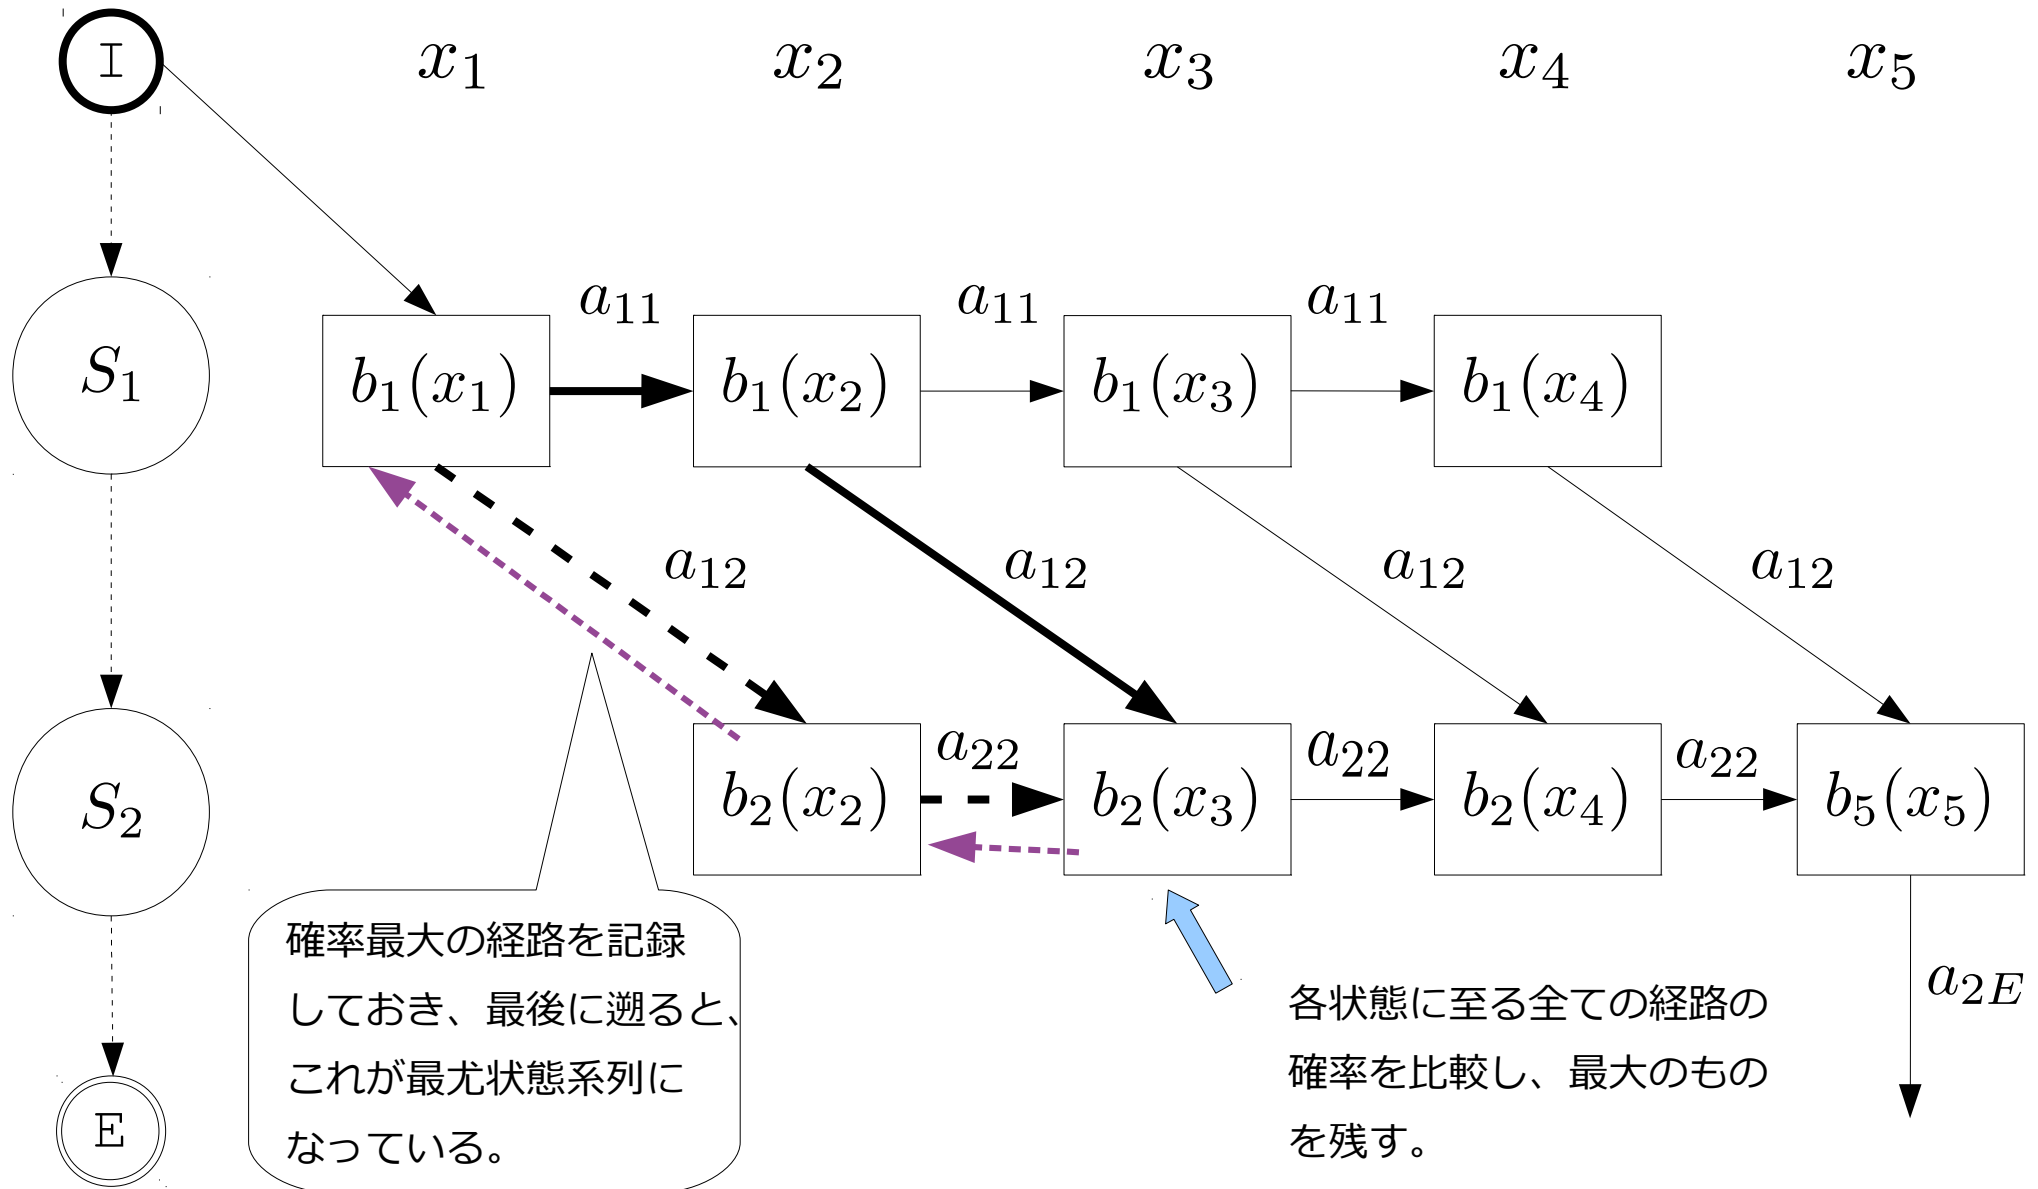 I x₁ x₂ x₃ x₄ x₅
a₁₁ a₁₁ a₁₁
S₁ b₁(x₁) b₁(x₂) b₁(x₃) b₁(x₄)
a₁₂ a₁₂ a₁₂ a₁₂
a₂₂ a₂₂ a₂₂
S₂ b₂(x₂) b₂(x₃) b₂(x₄) b₅(x₅)
確率最大の経路を記録
しておき、最後に遡ると、
これが最尤状態系列に
なっている。
各状態に至る全ての経路の
確率を比較し、最大のもの
を残す。
a₂E
E